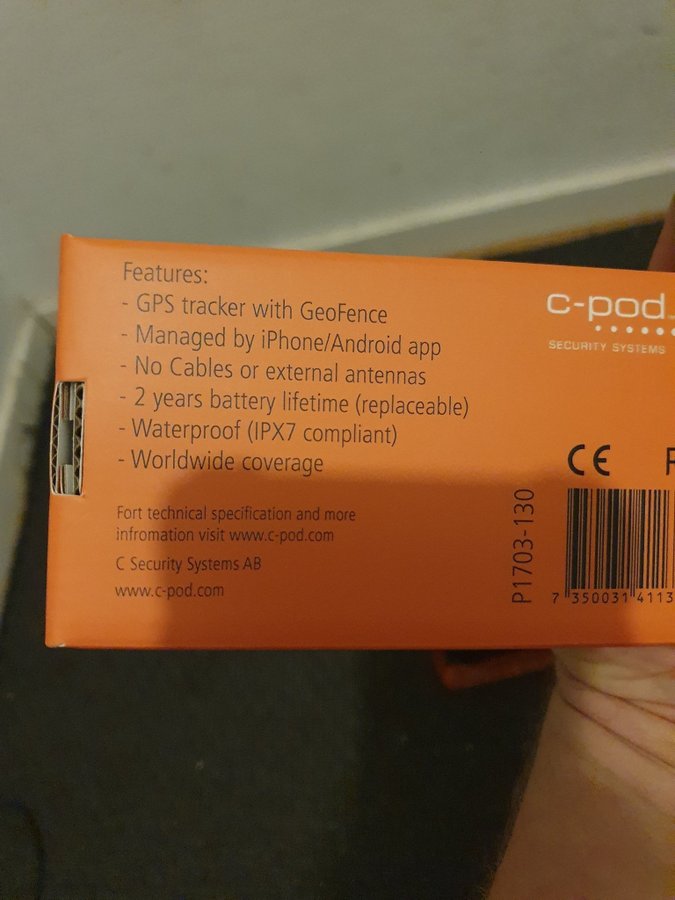 Features:
- GPS tracker with GeoFence
- Managed by iPhone/Android app
- No Cables or external antennas
- 2 years battery lifetime (replaceable)
- Waterproof (IPX7 compliant)
- Worldwide coverage
Fort technical specification and more
infromation visit www.c-pod.com
C Security Systems AB
www.c-pod.com
c-pod
SECURITY SYSTEMS
CE
P1703-130
7 350031 4113